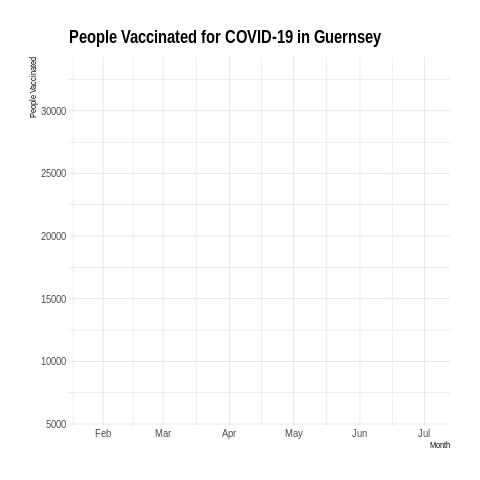 People Vaccinated for COVID-19 in Guernsey
People Vaccinated
30000
25000
20000
15000
10000
5000
Feb Mar Apr May Jun Jul
Month